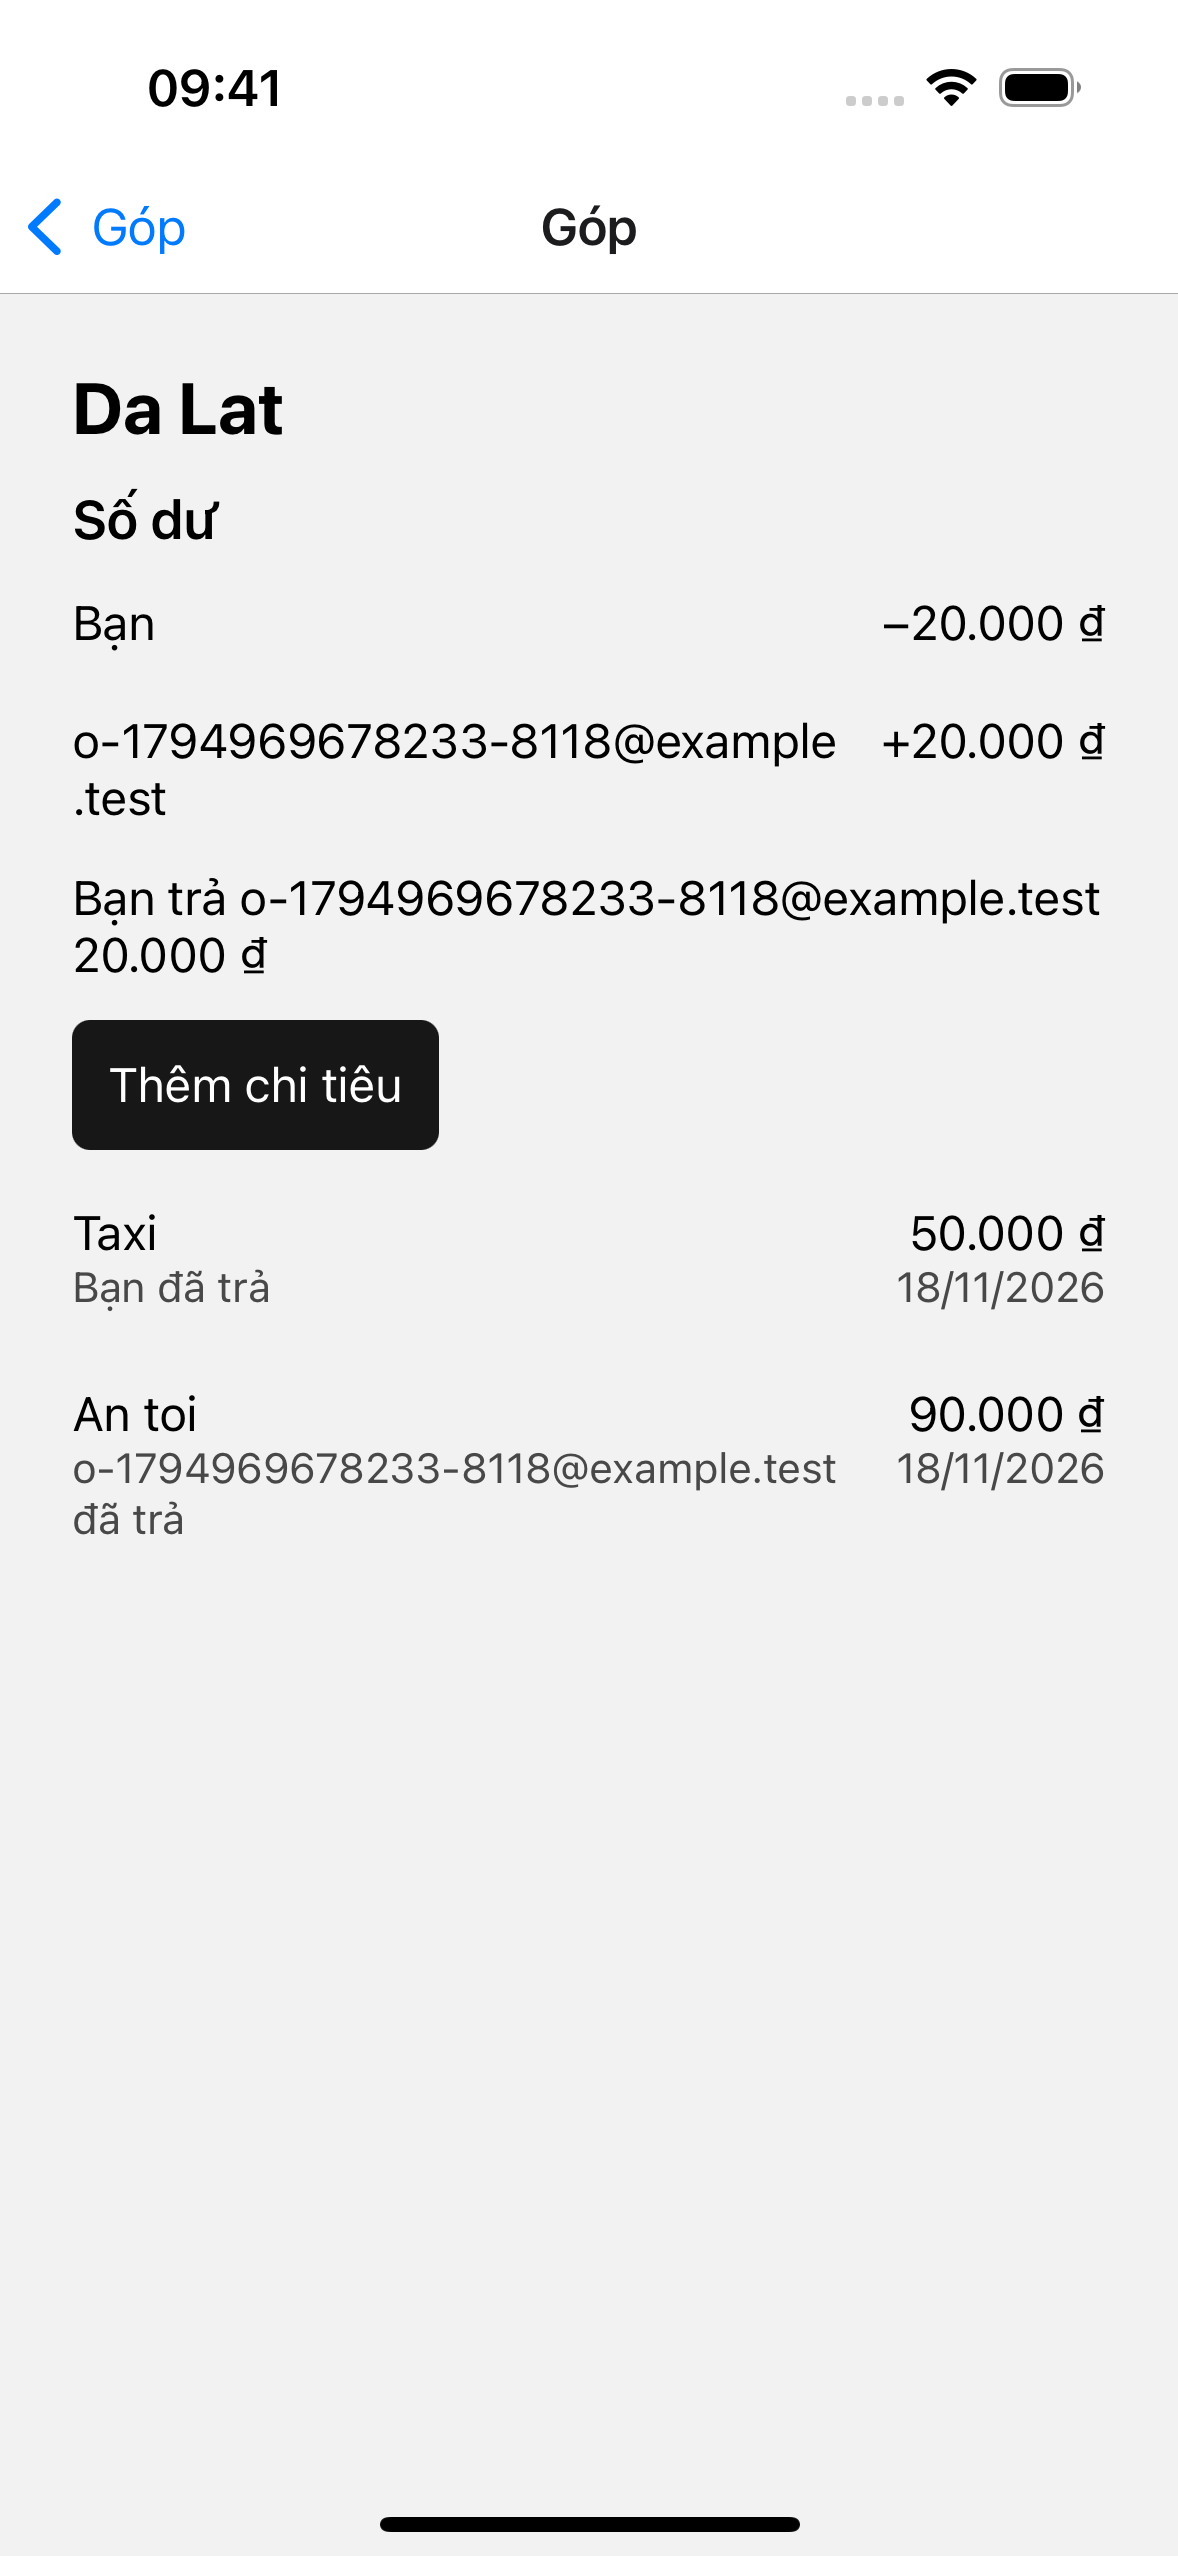 09:41
Góp
Góp
Da Lat
Số dư
Bạn
−20.000 ₫
o-1794969678233-8118@example
.test
+20.000 ₫
Bạn trả o-1794969678233-8118@example.test
20.000 ₫
Thêm chi tiêu
Taxi
50.000 ₫
Bạn đã trả
18/11/2026
An toi
90.000 ₫
o-1794969678233-8118@example.test
đã trả
18/11/2026